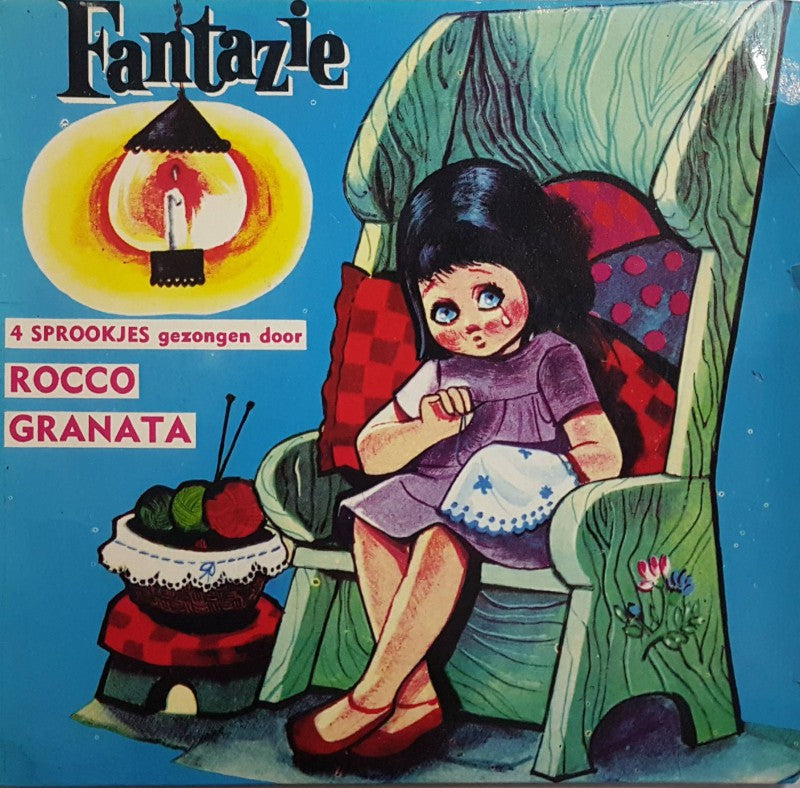 Fantazie
4 SPROOKJES gezongen door
ROCCO
GRANATA